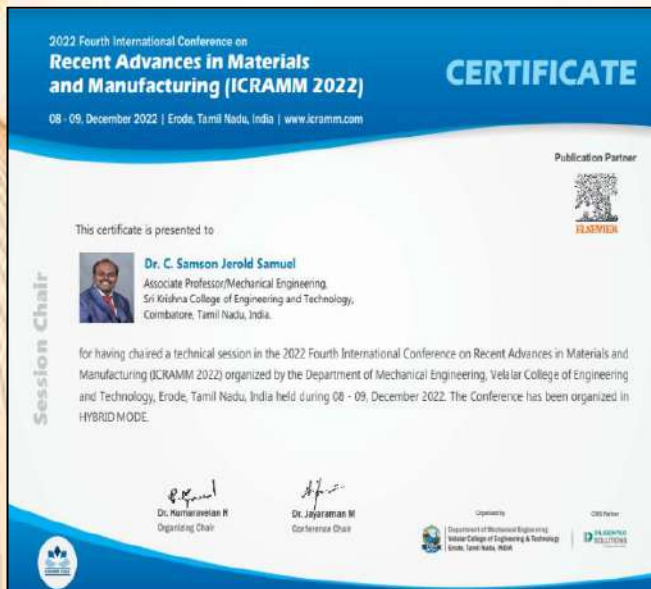 2022 Fourth International Conference on
Recent Advances in Materials
and Manufacturing (ICRAMM 2022)
08 - 09, December 2022 | Erode, Tamil Nadu, India | www.icramm.com
CERTIFICATE
Publication Partner
ELSEVIER
This certificate is presented to
Dr. C. Samson Jerold Samuel
Associate Professor/Mechanical Engineering,
Sri Krishna College of Engineering and Technology,
Coimbatore, Tamil Nadu, India.
Session Chair
for having chaired a technical session in the 2022 Fourth International Conference on Recent Advances in Materials and
Manufacturing (ICRAMM 2022) organized by the Department of Mechanical Engineering, Velalar College of Engineering
and Technology, Erode, Tamil Nadu, India held during 08 - 09, December 2022. The Conference has been organized in
HYBRID MODE.
Dr. Kumaravelan R
Organizing Chair
Dr. Jayaraman M
Conference Chair
Organized by
Department of Mechanical Engineering
Velalar College of Engineering & Technology
Erode, Tamil Nadu, INDIA
Partner
SOLUTIONS